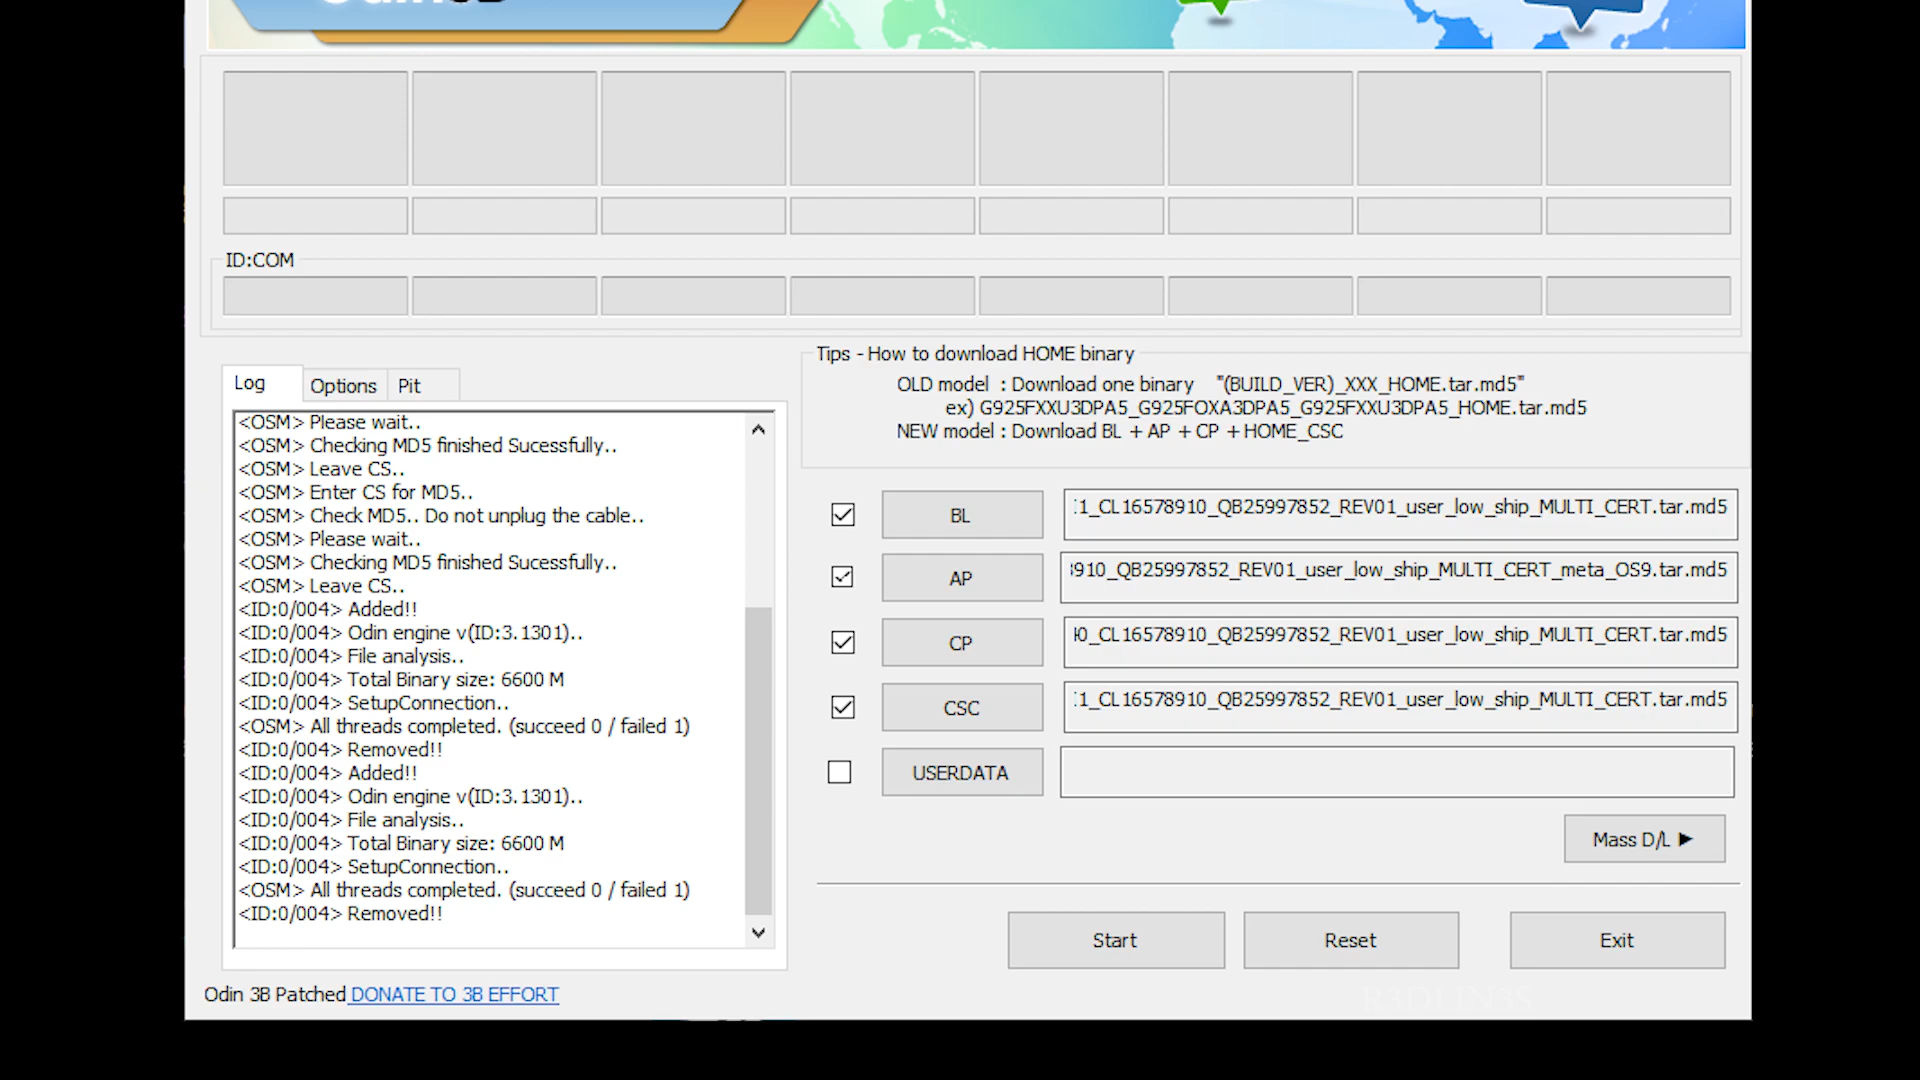 ID:COM
Log
Options
Pit
<OSM> Please wait..
<OSM> Checking MD5 finished Sucessfully..
<OSM> Leave CS..
<OSM> Enter CS for MD5..
<OSM> Check MD5.. Do not unplug the cable..
<OSM> Please wait..
<OSM> Checking MD5 finished Sucessfully..
<OSM> Leave CS..
<ID:0/004> Added!!
<ID:0/004> Odin engine v(ID:3.1301)..
<ID:0/004> File analysis..
<ID:0/004> Total Binary size: 6600 M
<ID:0/004> SetupConnection..
<OSM> All threads completed. (succeed 0 / failed 1)
<ID:0/004> Removed!!
<ID:0/004> Added!!
<ID:0/004> Odin engine v(ID:3.1301)..
<ID:0/004> File analysis..
<ID:0/004> Total Binary size: 6600 M
<ID:0/004> SetupConnection..
<OSM> All threads completed. (succeed 0 / failed 1)
<ID:0/004> Removed!!
Tips - How to download HOME binary
OLD model : Download one binary "(BUILD_VER)_XXX_HOME.tar.md5"
ex) G925FXXU3DPA5_G925FOXA3DPA5_G925FXXU3DPA5_HOME.tar.md5
NEW model : Download BL + AP + CP + HOME_CSC
BL
1_CL16578910_QB25997852_REV01_user_low_ship_MULTI_CERT.tar.md5
AP
910_QB25997852_REV01_user_low_ship_MULTI_CERT_meta_OS9.tar.md5
CP
0_CL16578910_QB25997852_REV01_user_low_ship_MULTI_CERT.tar.md5
CSC
1_CL16578910_QB25997852_REV01_user_low_ship_MULTI_CERT.tar.md5
USERDATA
Mass D/L ▶
Start
Reset
Exit
Odin 3B Patched DONATE TO 3B EFFORT
R3DL1N3S